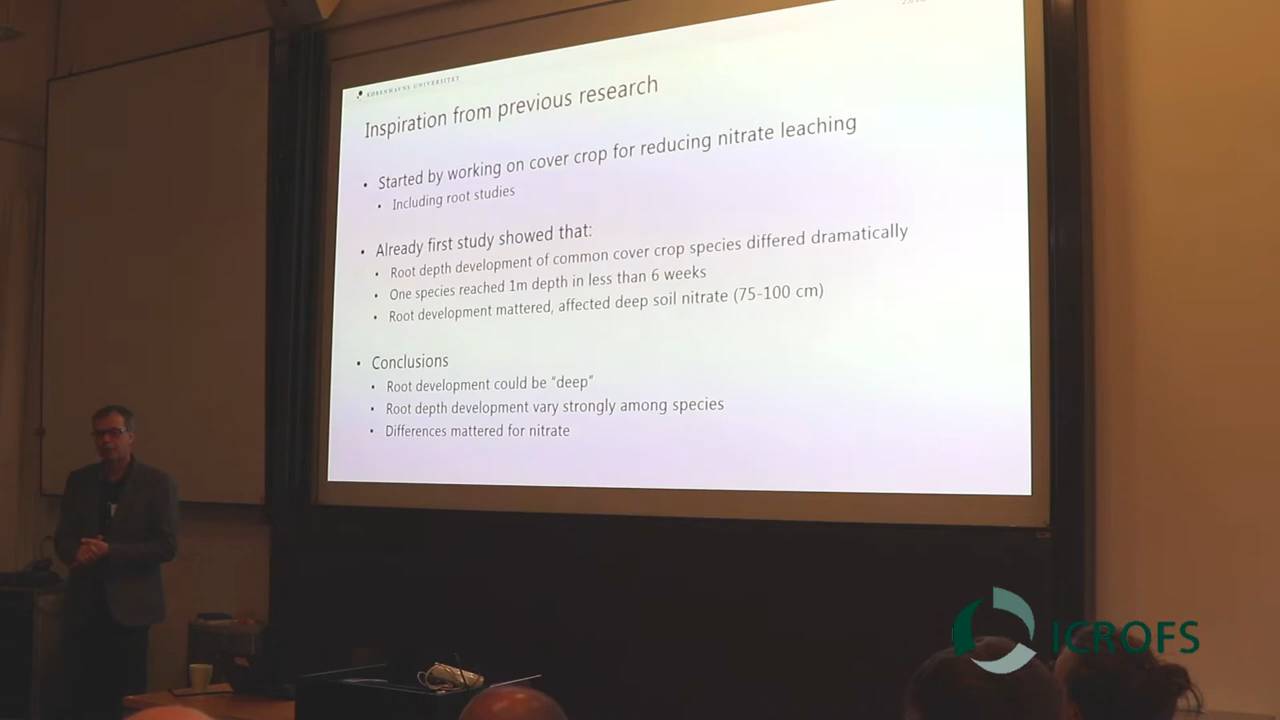 KØBENHAVNS UNIVERSITET
Inspiration from previous research
• Started by working on cover crop for reducing nitrate leaching
• Including root studies
• Already first study showed that:
• Root depth development of common cover crop species differed dramatically
• One species reached 1m depth in less than 6 weeks
• Root development mattered, affected deep soil nitrate (75-100 cm)
• Conclusions
• Root development could be “deep”
• Root depth development vary strongly among species
• Differences mattered for nitrate
ICROFS